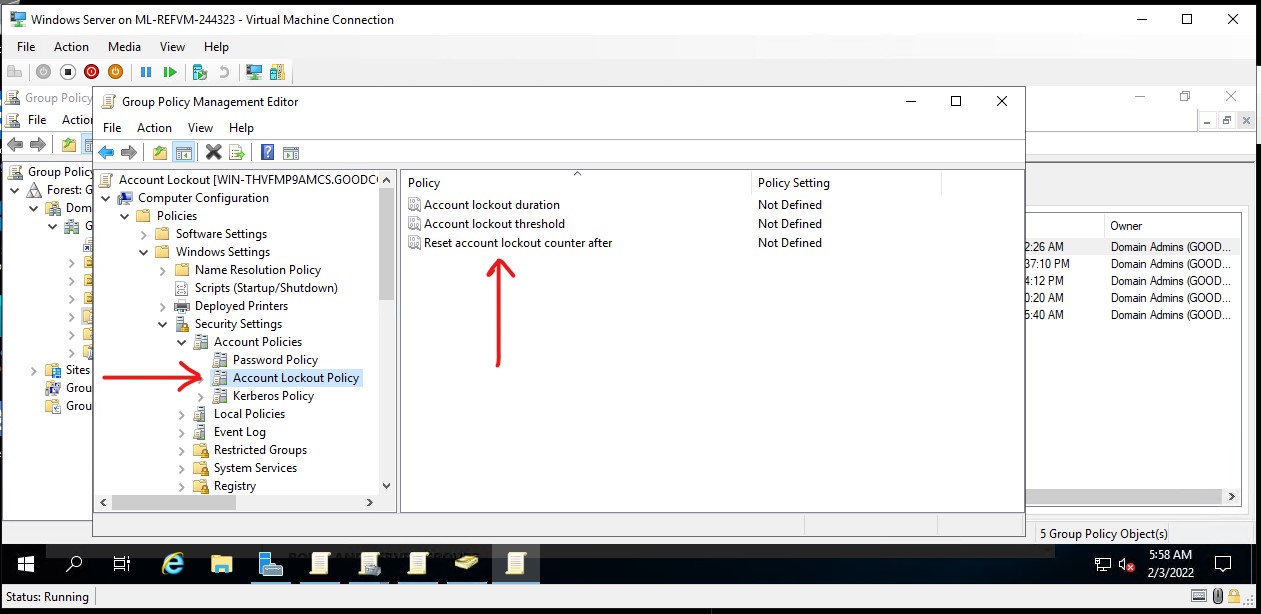 Windows Server on ML-REFVM-244323 - Virtual Machine Connection
File Action Media View Help
Group Policy
File Action
Group Policy Management Editor
File Action View Help
Group Policy
Forest: G
Dom
G
Sites
Grou
Grou
Account Lockout [WIN-THVFMP9AMCS.GOODC
Computer Configuration
Policies
Software Settings
Windows Settings
Name Resolution Policy
Scripts (Startup/Shutdown)
Deployed Printers
Security Settings
Account Policies
Password Policy
Account Lockout Policy
Kerberos Policy
Local Policies
Event Log
Restricted Groups
System Services
Registry
Policy Policy Setting
Account lockout duration Not Defined
Account lockout threshold Not Defined
Reset account lockout counter after Not Defined
Owner
2:26 AM Domain Admins (GOOD...
37:10 PM Domain Admins (GOOD...
4:12 PM Domain Admins (GOOD...
0:20 AM Domain Admins (GOOD...
5:40 AM Domain Admins (GOOD...
5 Group Policy Object(s)
5:58 AM
2/3/2022
Status: Running